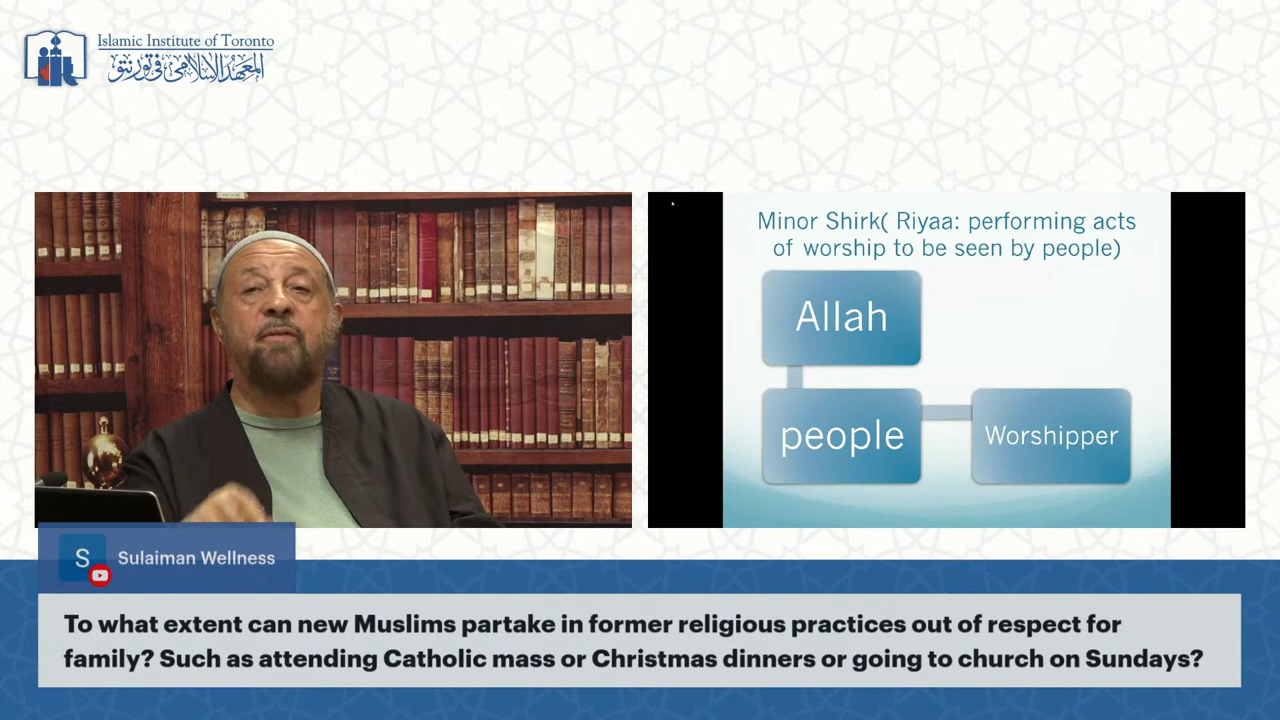 Islamic Institute of Toronto
المعهد الإسلامي في تورنتو
Minor Shirk( Riyaa: performing acts
of worship to be seen by people)
Allah
people
Worshipper
S
Sulaiman Wellness
To what extent can new Muslims partake in former religious practices out of respect for
family? Such as attending Catholic mass or Christmas dinners or going to church on Sundays?